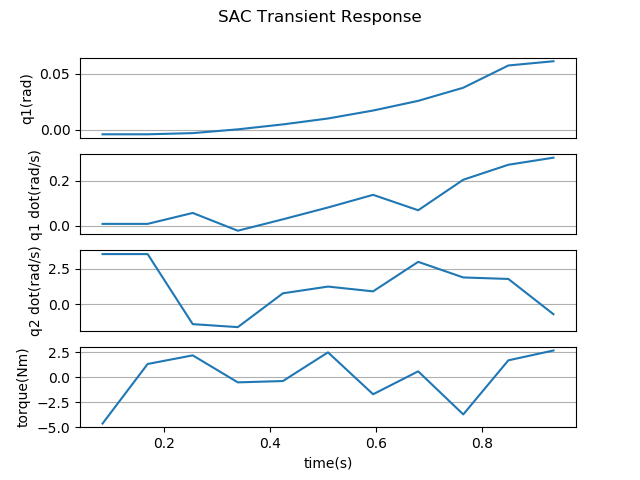 SAC Transient Response
q1(rad)
0.05
0.00
q1 dot(rad/s)
0.2
0.0
q2 dot(rad/s)
2.5
0.0
torque(Nm)
2.5
0.0
−2.5
−5.0
0.2 0.4 0.6 0.8
time(s)